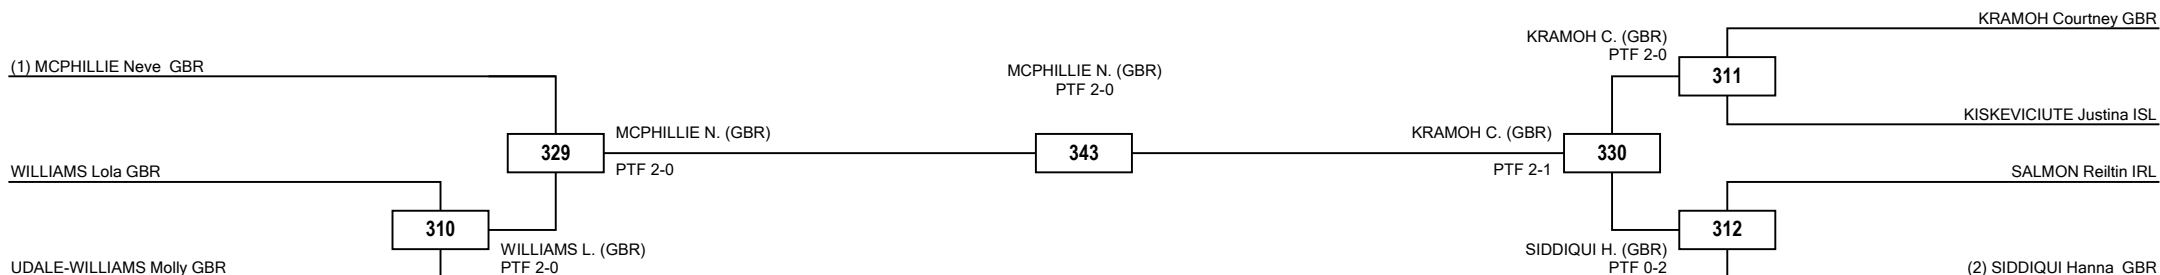 KRAMOH Courtney GBR
KRAMOH C. (GBR)
PTF 2-0
(1) MCPHILLIE Neve GBR
MCPHILLIE N. (GBR)
PTF 2-0
311
KISKEVICIUTE Justina ISL
MCPHILLIE N. (GBR)
KRAMOH C. (GBR)
329
343
330
PTF 2-0
PTF 2-1
WILLIAMS Lola GBR
SALMON Reiltin IRL
310
312
WILLIAMS L. (GBR)
PTF 2-0
SIDDIQUI H. (GBR)
PTF 0-2
UDALE-WILLIAMS Molly GBR
(2) SIDDIQUI Hanna GBR